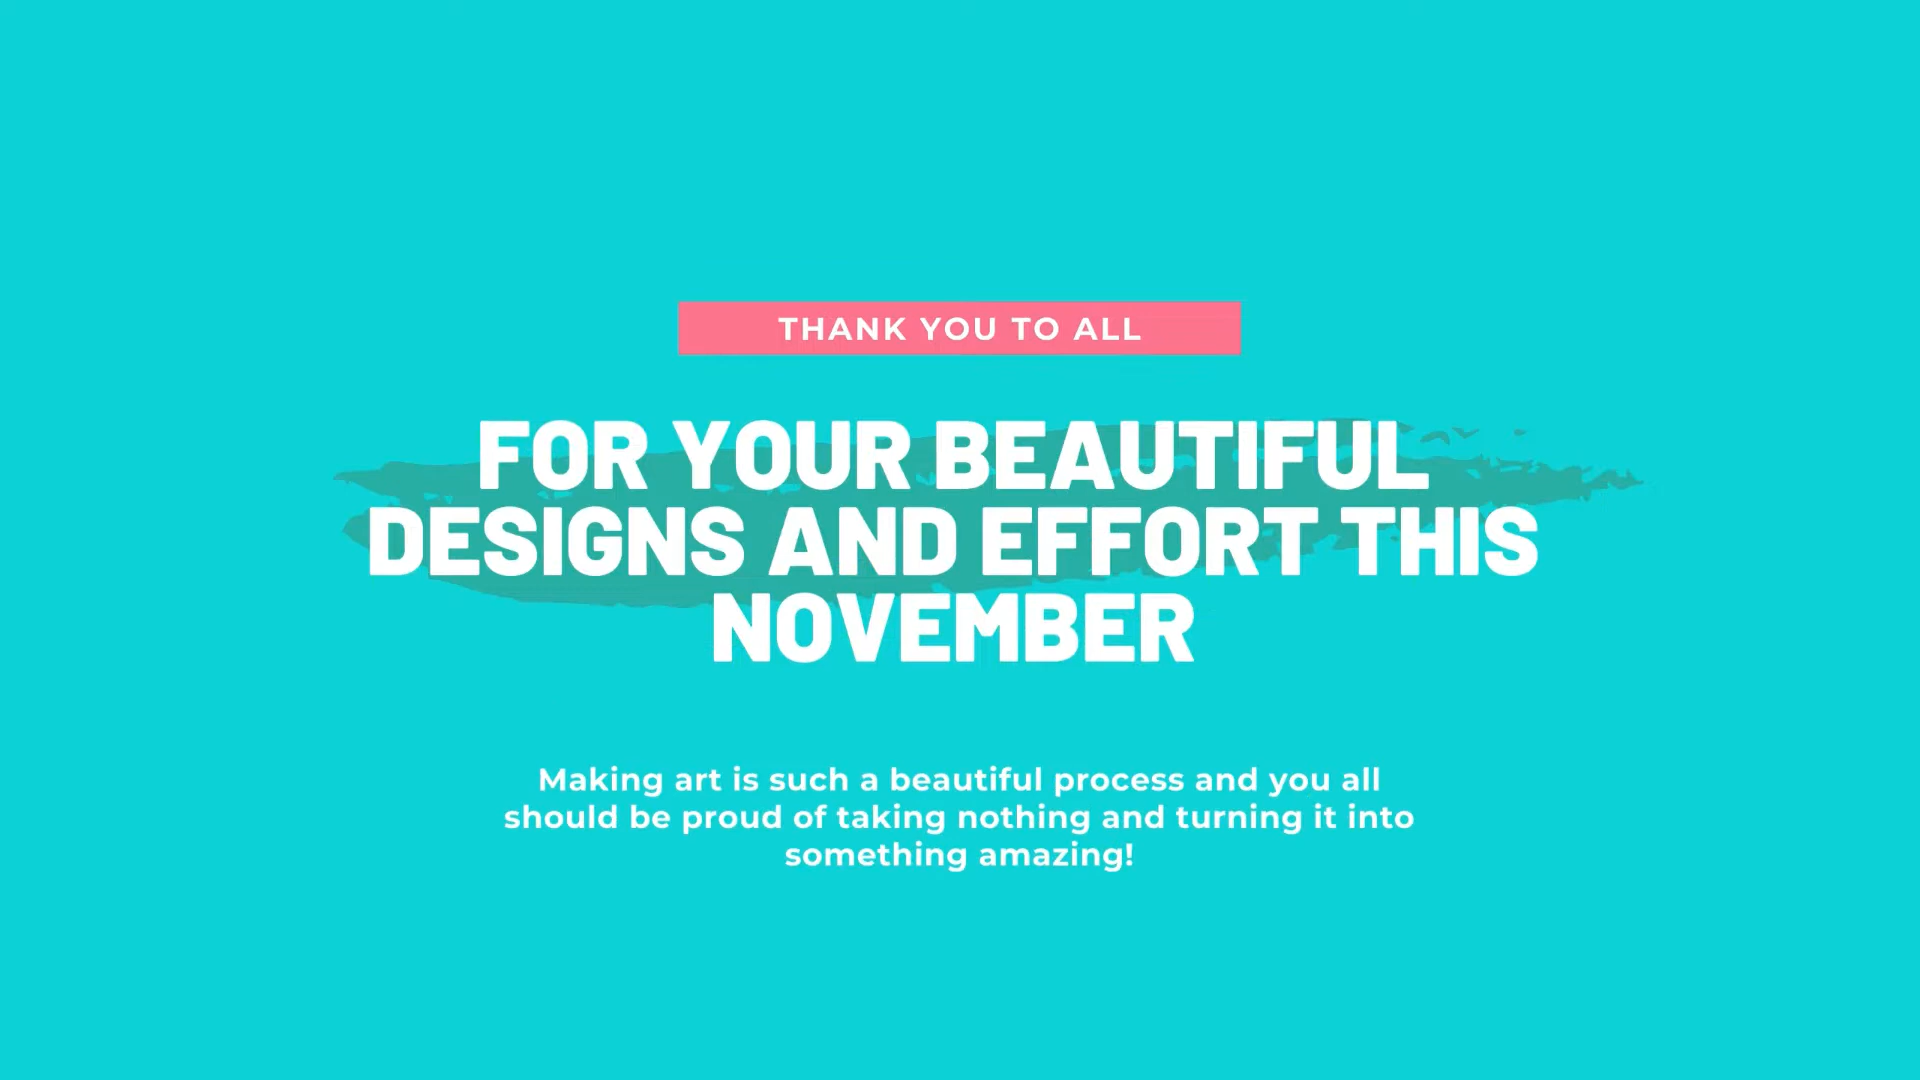 THANK YOU TO ALL
FOR YOUR BEAUTIFUL
DESIGNS AND EFFORT THIS
NOVEMBER
Making art is such a beautiful process and you all
should be proud of taking nothing and turning it into
something amazing!